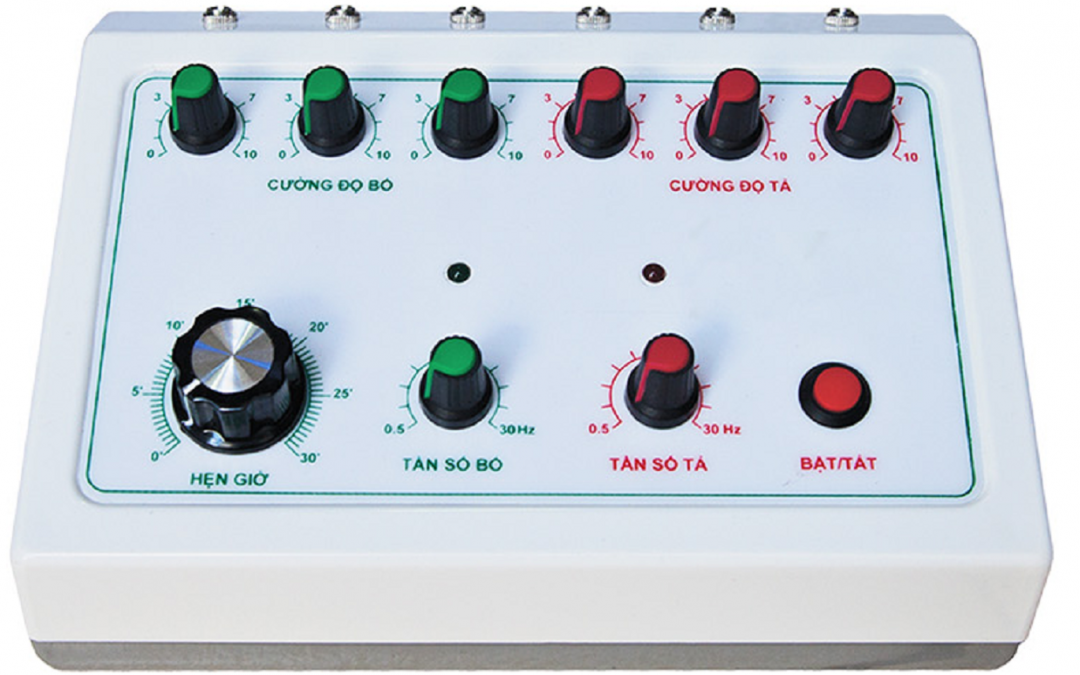 3 7 3 7 3 7 3 7 3 7 3 7
0 10 0 10 0 10 0 10 0 10 0 10
CƯỜNG ĐỘ BỔ CƯỜNG ĐỘ TẢ
15'
10' 20'
5' 25'
0' 30' 0.5 30 Hz 0.5 30 Hz
HẸN GIỜ TẦN SỐ BỔ TẦN SỐ TẢ BẬT/TẮT